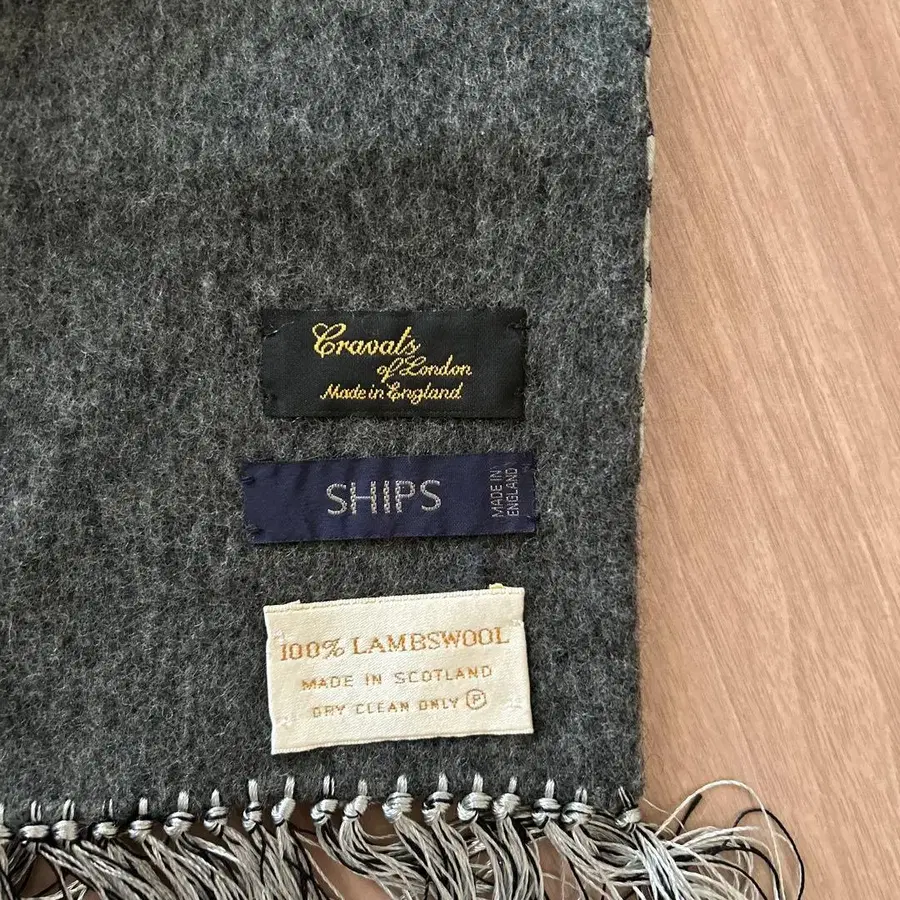 Cravats
of London
Made in England
SHIPS
MADE IN
ENGLAND
100% LAMBSWOOL
MADE IN SCOTLAND
DRY CLEAN ONLY Ⓟ